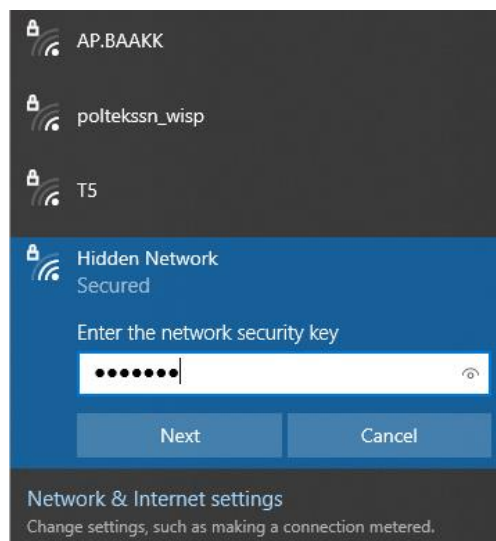 AP.BAAKK
poltekssn_wisp
T5
Hidden Network
Secured
Enter the network security key
•••••••
Next
Cancel
Network & Internet settings
Change settings, such as making a connection metered.